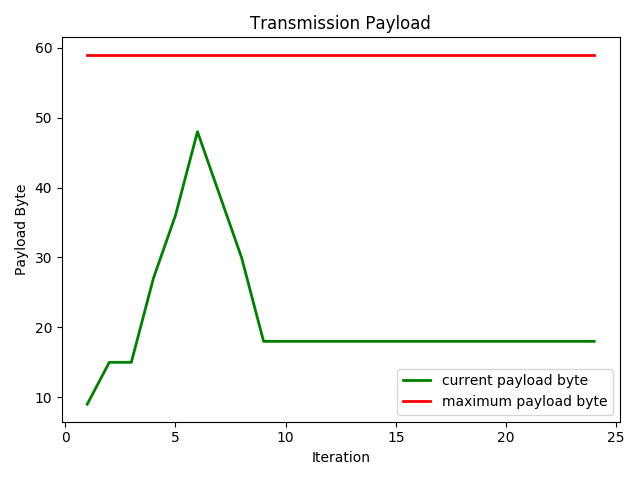 Transmission Payload
Payload Byte
60
50
40
30
20
10
current payload byte
maximum payload byte
0 5 10 15 20 25
Iteration